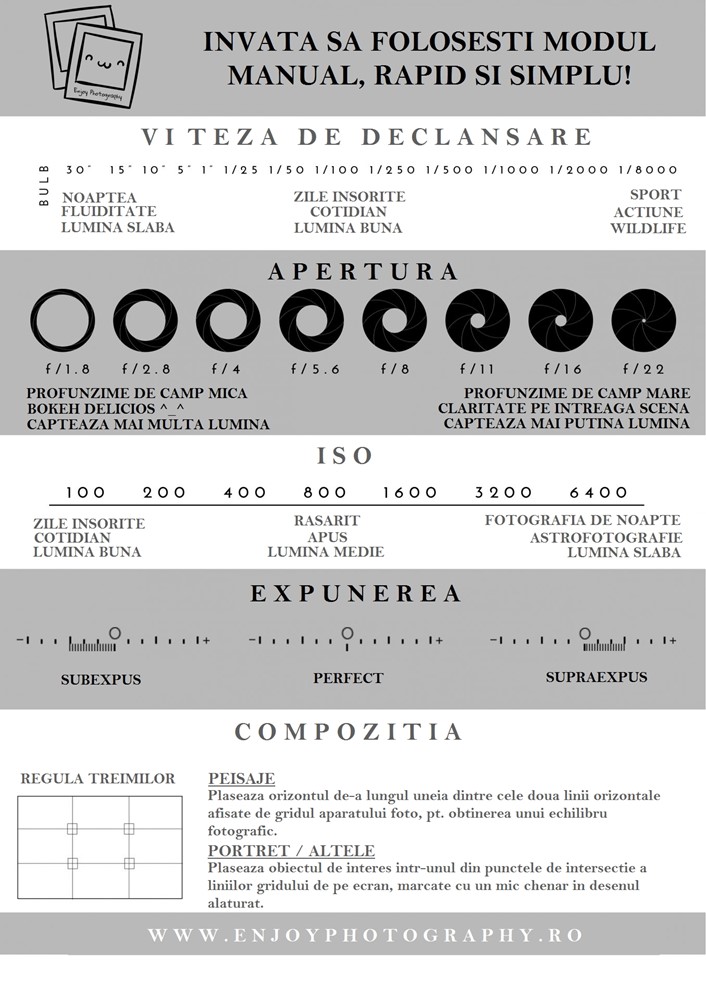 Enjoy Photography
INVATA SA FOLOSESTI MODUL
MANUAL, RAPID SI SIMPLU!
VITEZA DE DECLANSARE
BULB 30" 15" 10" 5" 1" 1/25 1/50 1/100 1/250 1/500 1/1000 1/2000 1/8000
NOAPTEA
FLUIDITATE
LUMINA SLABA
ZILE INSORITE
COTIDIAN
LUMINA BUNA
SPORT
ACTIUNE
WILDLIFE
APERTURA
f/1.8 f/2.8 f/4 f/5.6 f/8 f/11 f/16 f/22
PROFUNZIME DE CAMP MICA
BOKEH DELICIOS ^_^
CAPTEAZA MAI MULTA LUMINA
PROFUNZIME DE CAMP MARE
CLARITATE PE INTREAGA SCENA
CAPTEAZA MAI PUTINA LUMINA
ISO
100 200 400 800 1600 3200 6400
ZILE INSORITE
COTIDIAN
LUMINA BUNA
RASARIT
APUS
LUMINA MEDIE
FOTOGRAFIA DE NOAPTE
ASTROFOTOGRAFIE
LUMINA SLABA
EXPUNEREA
- O +
SUBEXPUS
- O +
PERFECT
- O +
SUPRAEXPUS
COMPOZITIA
REGULA TREIMILOR
PEISAJE
Plaseaza orizontul de-a lungul uneia dintre cele doua linii orizontale
afisate de gridul aparatului foto, pt. obtinerea unui echilibru
fotografic.
PORTRET / ALTELE
Plaseaza obiectul de interes intr-unul din punctele de intersectie a
liniilor gridului de pe ecran, marcate cu un mic chenar in desenul
alaturat.
WWW.ENJOYPHOTOGRAPHY.RO